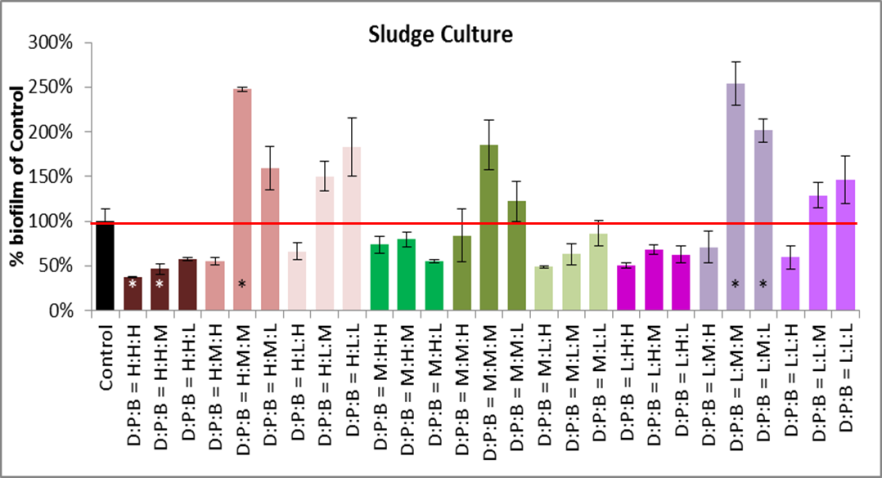 Sludge Culture
% biofilm of Control
300%
250%
200%
150%
100%
50%
0%
*
*
*
*
*
Control
D:P:B = H:H:H
D:P:B = H:H:M
D:P:B = H:H:L
D:P:B = H:M:H
D:P:B = H:M:M
D:P:B = H:M:L
D:P:B = H:L:H
D:P:B = H:L:M
D:P:B = H:L:L
D:P:B = M:H:H
D:P:B = M:H:M
D:P:B = M:H:L
D:P:B = M:M:H
D:P:B = M:M:M
D:P:B = M:M:L
D:P:B = M:L:H
D:P:B = M:L:M
D:P:B = M:L:L
D:P:B = L:H:H
D:P:B = L:H:M
D:P:B = L:H:L
D:P:B = L:M:H
D:P:B = L:M:M
D:P:B = L:M:L
D:P:B = L:L:H
D:P:B = L:L:M
D:P:B = L:L:L